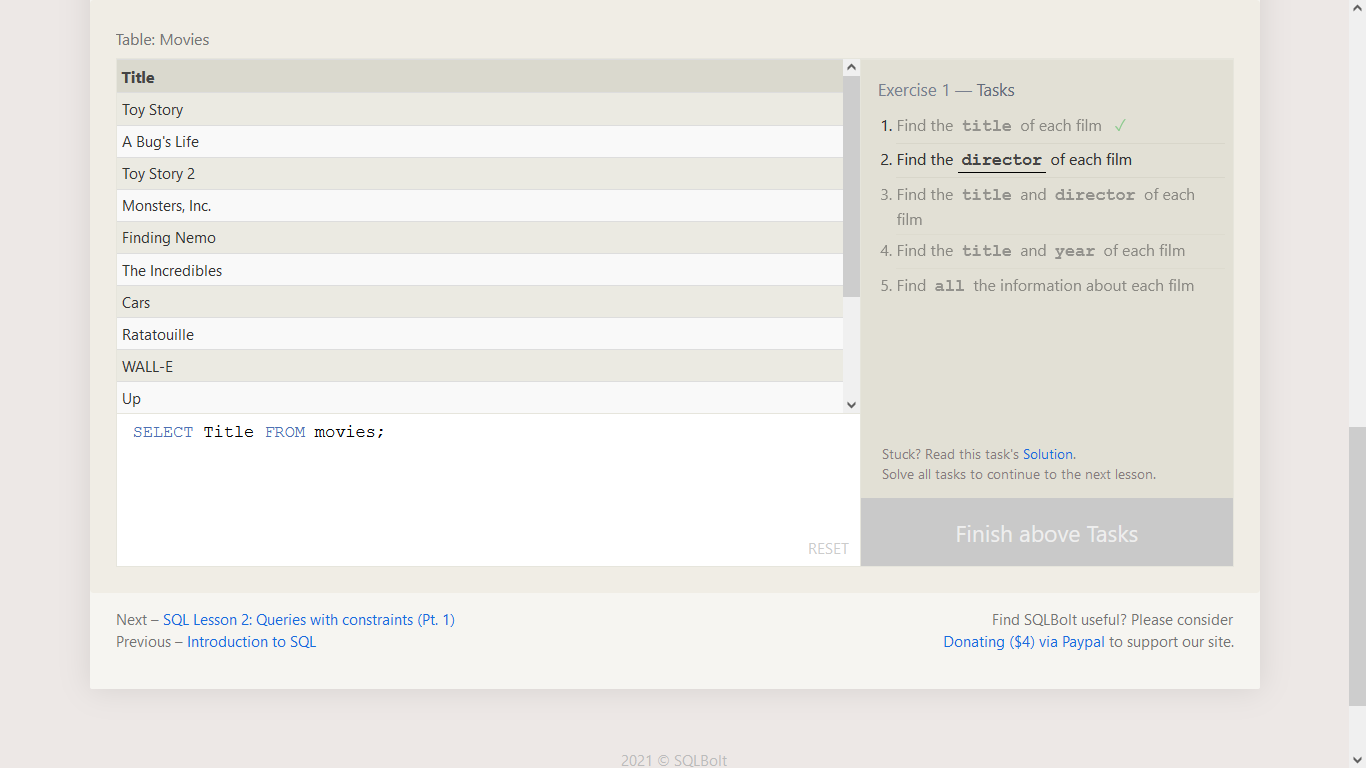 Table: Movies
Title
Toy Story
A Bug's Life
Toy Story 2
Monsters, Inc.
Finding Nemo
The Incredibles
Cars
Ratatouille
WALL-E
Up
SELECT Title FROM movies;
RESET
Exercise 1 — Tasks
1. Find the title of each film ✓
2. Find the director of each film
3. Find the title and director of each
film
4. Find the title and year of each film
5. Find all the information about each film
Stuck? Read this task's Solution.
Solve all tasks to continue to the next lesson.
Finish above Tasks
Next – SQL Lesson 2: Queries with constraints (Pt. 1)
Previous – Introduction to SQL
Find SQLBolt useful? Please consider
Donating ($4) via Paypal to support our site.
2021 © SQLBolt